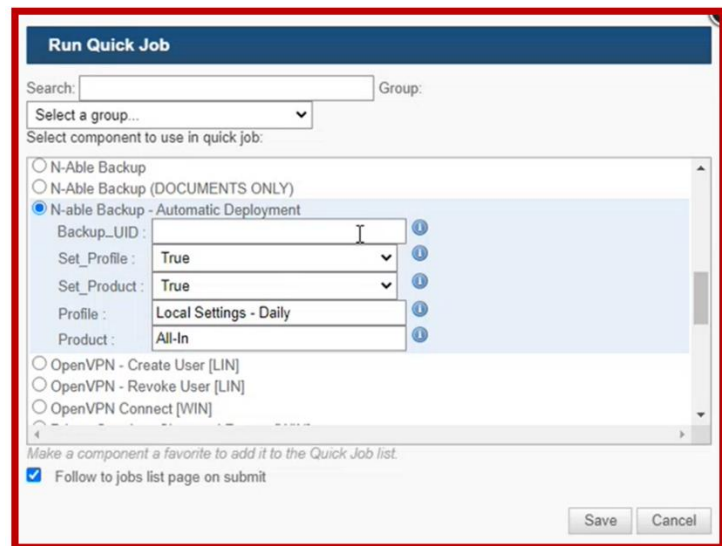 Run Quick Job
Search: Group:
Select a group...
Select component to use in quick job:
N-Able Backup
N-Able Backup (DOCUMENTS ONLY)
N-able Backup - Automatic Deployment
Backup_UID :
Set_Profile : True
Set_Product : True
Profile : Local Settings - Daily
Product : All-In
OpenVPN - Create User [LIN]
OpenVPN - Revoke User [LIN]
OpenVPN Connect [WIN]
Make a component a favorite to add it to the Quick Job list.
Follow to jobs list page on submit
Save Cancel